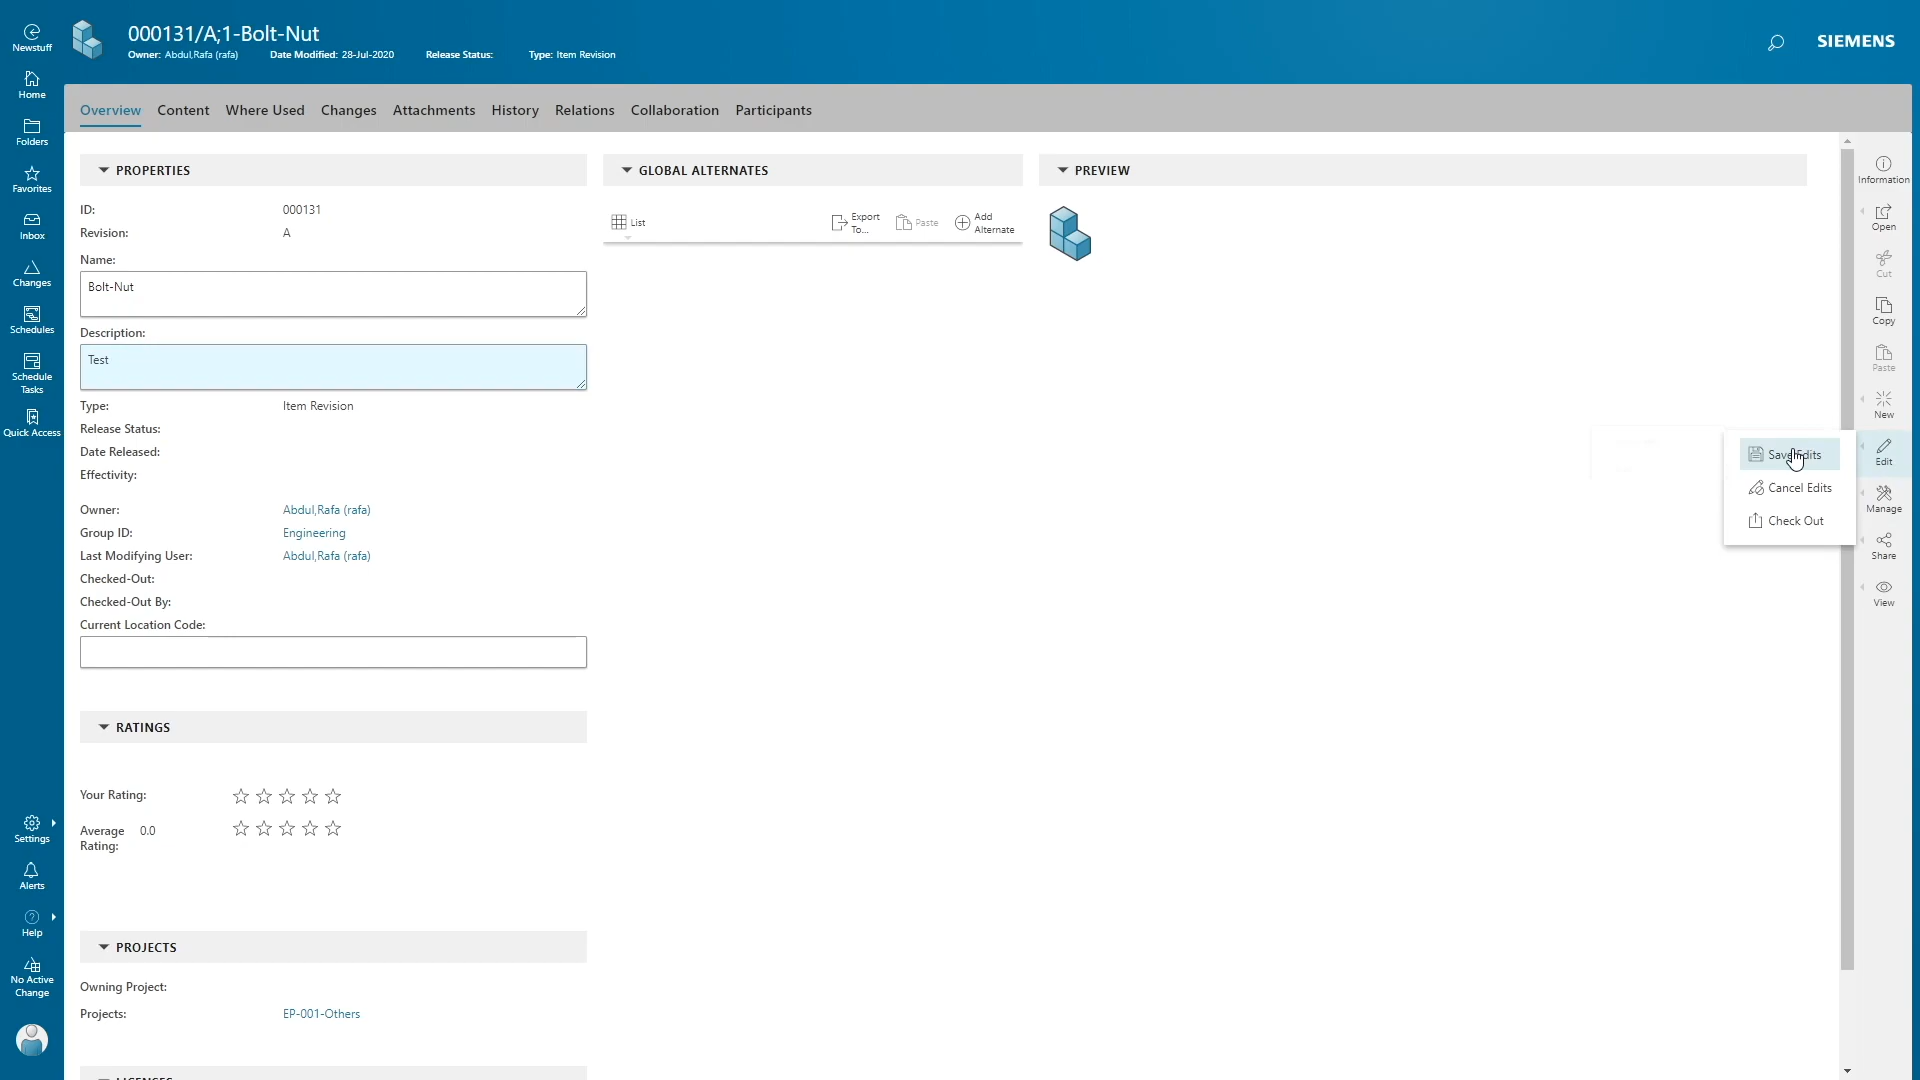 Newstuff
Home
Folders
Favorites
Inbox
Changes
Schedules
Schedule
Tasks
Quick Access
Settings
Alerts
Help
No Active
Change
000131/A;1-Bolt-Nut
Owner: Abdul,Rafa (rafa) Date Modified: 28-Jul-2020 Release Status: Type: Item Revision
SIEMENS
Overview Content Where Used Changes Attachments History Relations Collaboration Participants
PROPERTIES
ID: 000131
Revision: A
Name:
Bolt-Nut
Description:
Test
Type: Item Revision
Release Status:
Date Released:
Effectivity:
Owner: Abdul,Rafa (rafa)
Group ID: Engineering
Last Modifying User: Abdul,Rafa (rafa)
Checked-Out:
Checked-Out By:
Current Location Code:
RATINGS
Your Rating:
Average 0.0
Rating:
PROJECTS
Owning Project:
Projects: EP-001-Others
GLOBAL ALTERNATES
List
Export
To...
Paste
Add
Alternate
PREVIEW
Save Edits
Cancel Edits
Check Out
Information
Open
Cut
Copy
Paste
New
Edit
Manage
Share
View